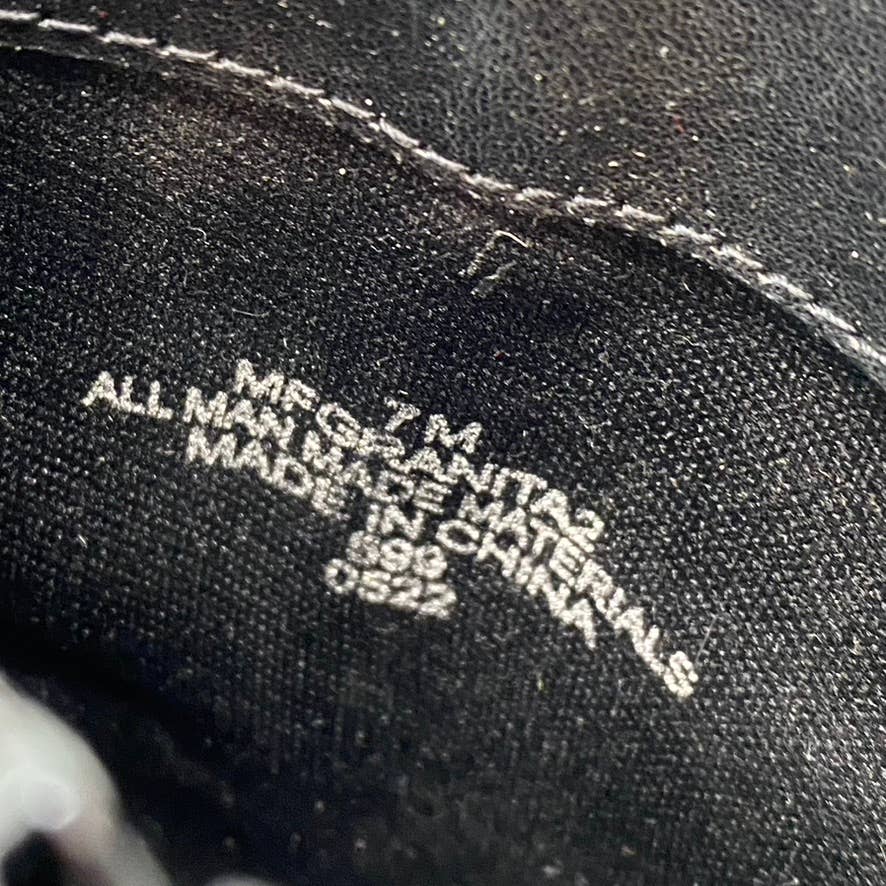 7 M
MFGRANITA2
ALL MAN MADE MATERIALS
MADE IN CHINA
599
0522